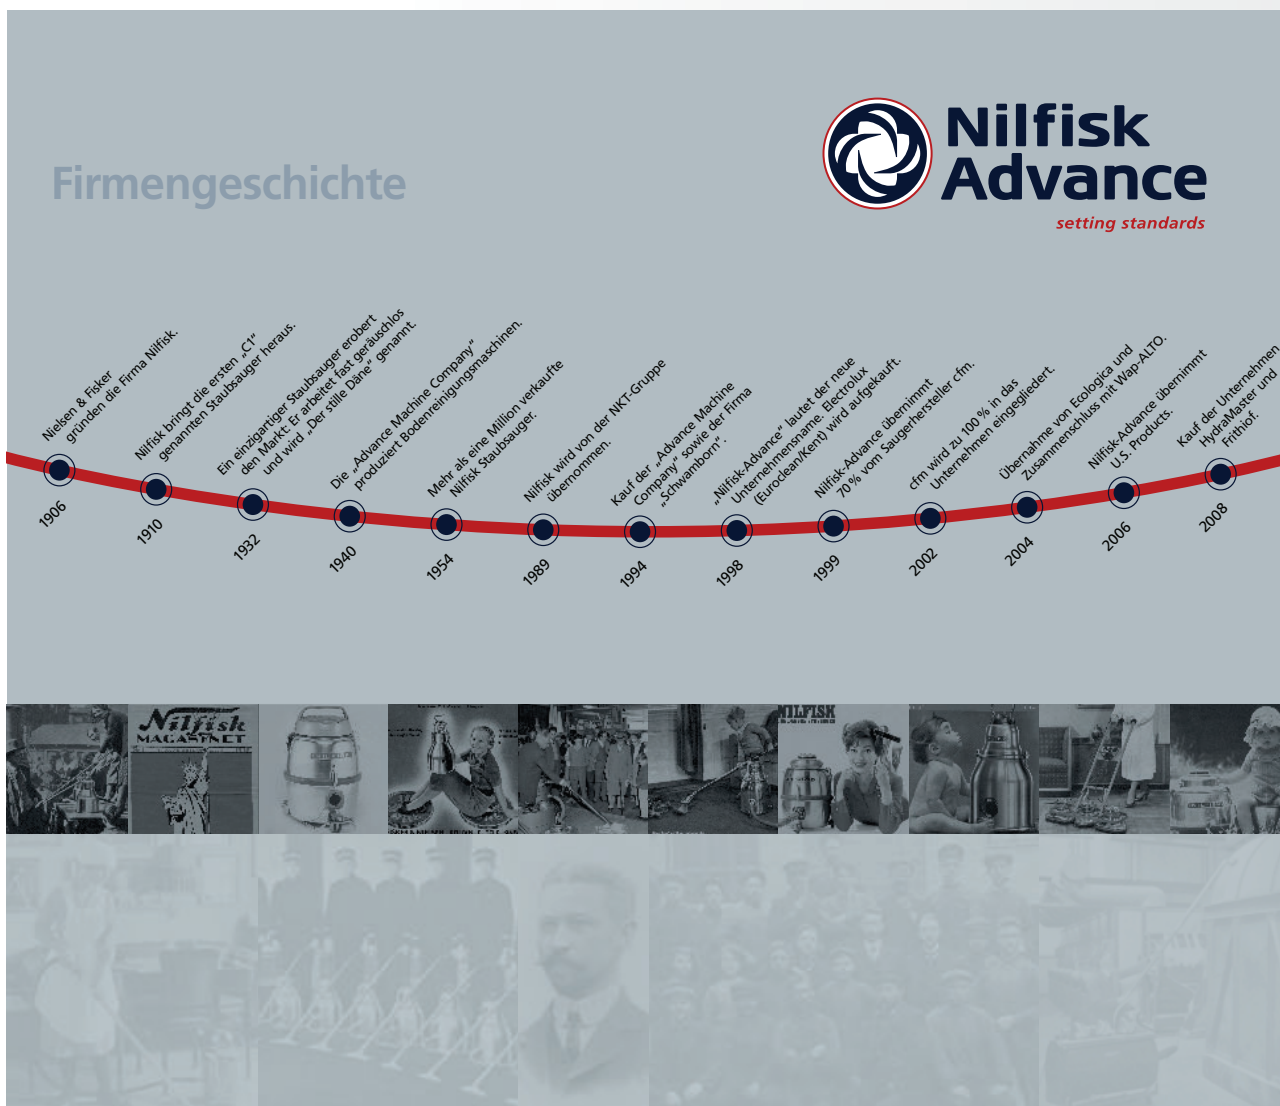 Nilfisk
Advance
setting standards
Firmengeschichte
Nielsen & Fisker
gründen die Firma Nilfisk.
1906
Nilfisk bringt die ersten „C1“
genannten Staubsauger heraus.
1910
Ein einzigartiger Staubsauger erobert
den Markt: Er arbeitet fast geräuschlos
und wird „Der stille Däne“ genannt.
1932
Die „Advance Machine Company“
produziert Bodenreinigungsmaschinen.
1940
Mehr als eine Million verkaufte
Nilfisk Staubsauger.
1954
Nilfisk wird von der NKT-Gruppe
übernommen.
1989
Kauf der „Advance Machine
Company“ sowie der Firma
„Schwamborn“.
1994
„Nilfisk-Advance“ lautet der neue
Unternehmensname. Electrolux
(Euroclean/Kent) wird aufgekauft.
1998
Nilfisk-Advance übernimmt
70 % vom Saugerhersteller cfm.
1999
cfm wird zu 100 % in das
Unternehmen eingegliedert.
2002
Übernahme von Ecologica und
Zusammenschluss mit Wap-ALTO.
2004
Nilfisk-Advance übernimmt
U.S. Products.
2006
Kauf der Unternehmen
HydraMaster und
Frithiof.
2008
Nilfisk
MAGASINET
NILFISK